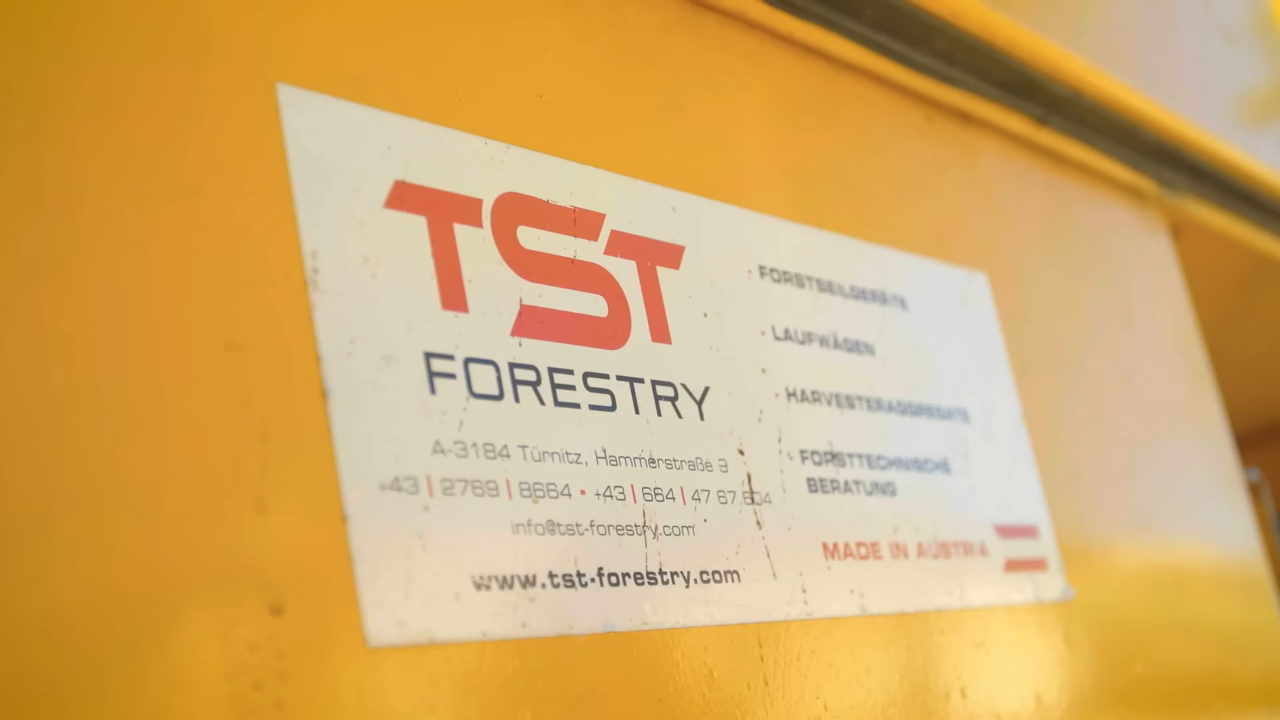 TST
FORESTRY
A-3184 Türnitz, Hammerstraße 9
+43 | 2769 | 8664 • +43 | 664 | 47 67 604
info@tst-forestry.com
www.tst-forestry.com
· FORSTSEILGERÄTE
· LAUFWÄGEN
· HARVESTERAGGREGATE
· FORSTTECHNISCHE
BERATUNG
MADE IN AUSTRIA